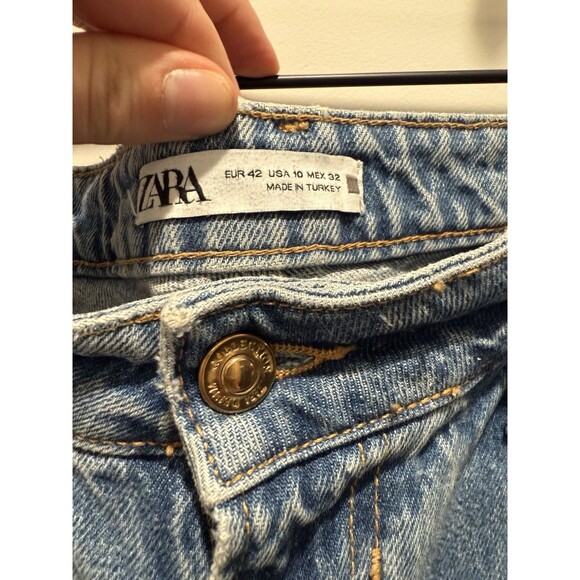 ZARA
EUR 42 USA 10 MEX 32
MADE IN TURKEY